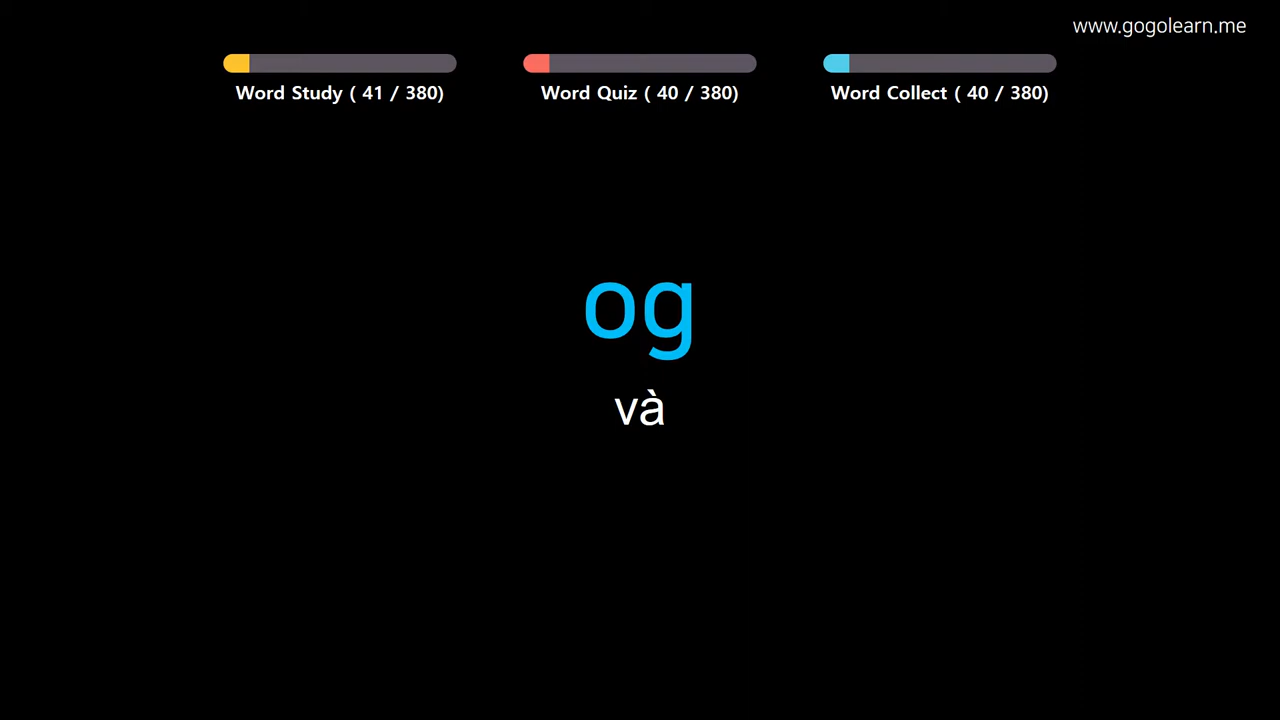 www.gogolearn.me
Word Study ( 41 / 380)
Word Quiz ( 40 / 380)
Word Collect ( 40 / 380)
og
và